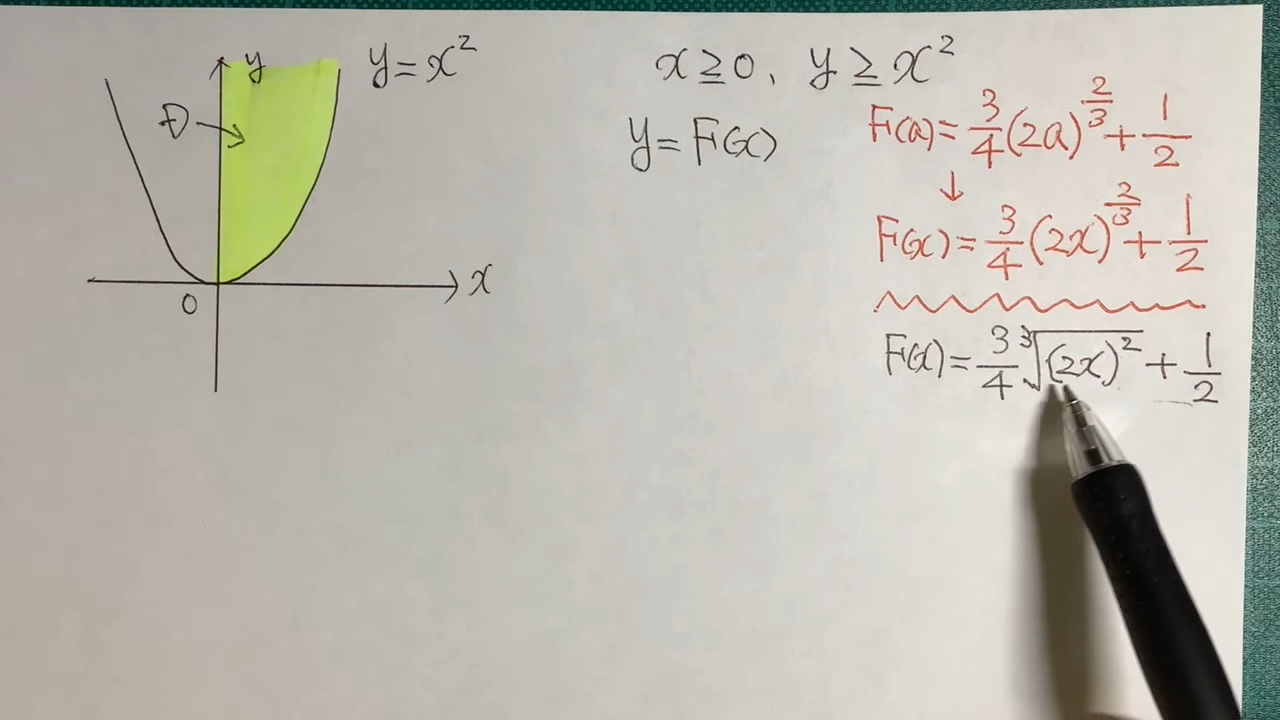 y
y=x²
D
x
0
x≧0、y≧x²
y=F(x)
F(a)=3/4(2a)^(2/3)+1/2
↓
F(x)=3/4(2x)^(2/3)+1/2
F(x)=3/4∛(2x)²+1/2